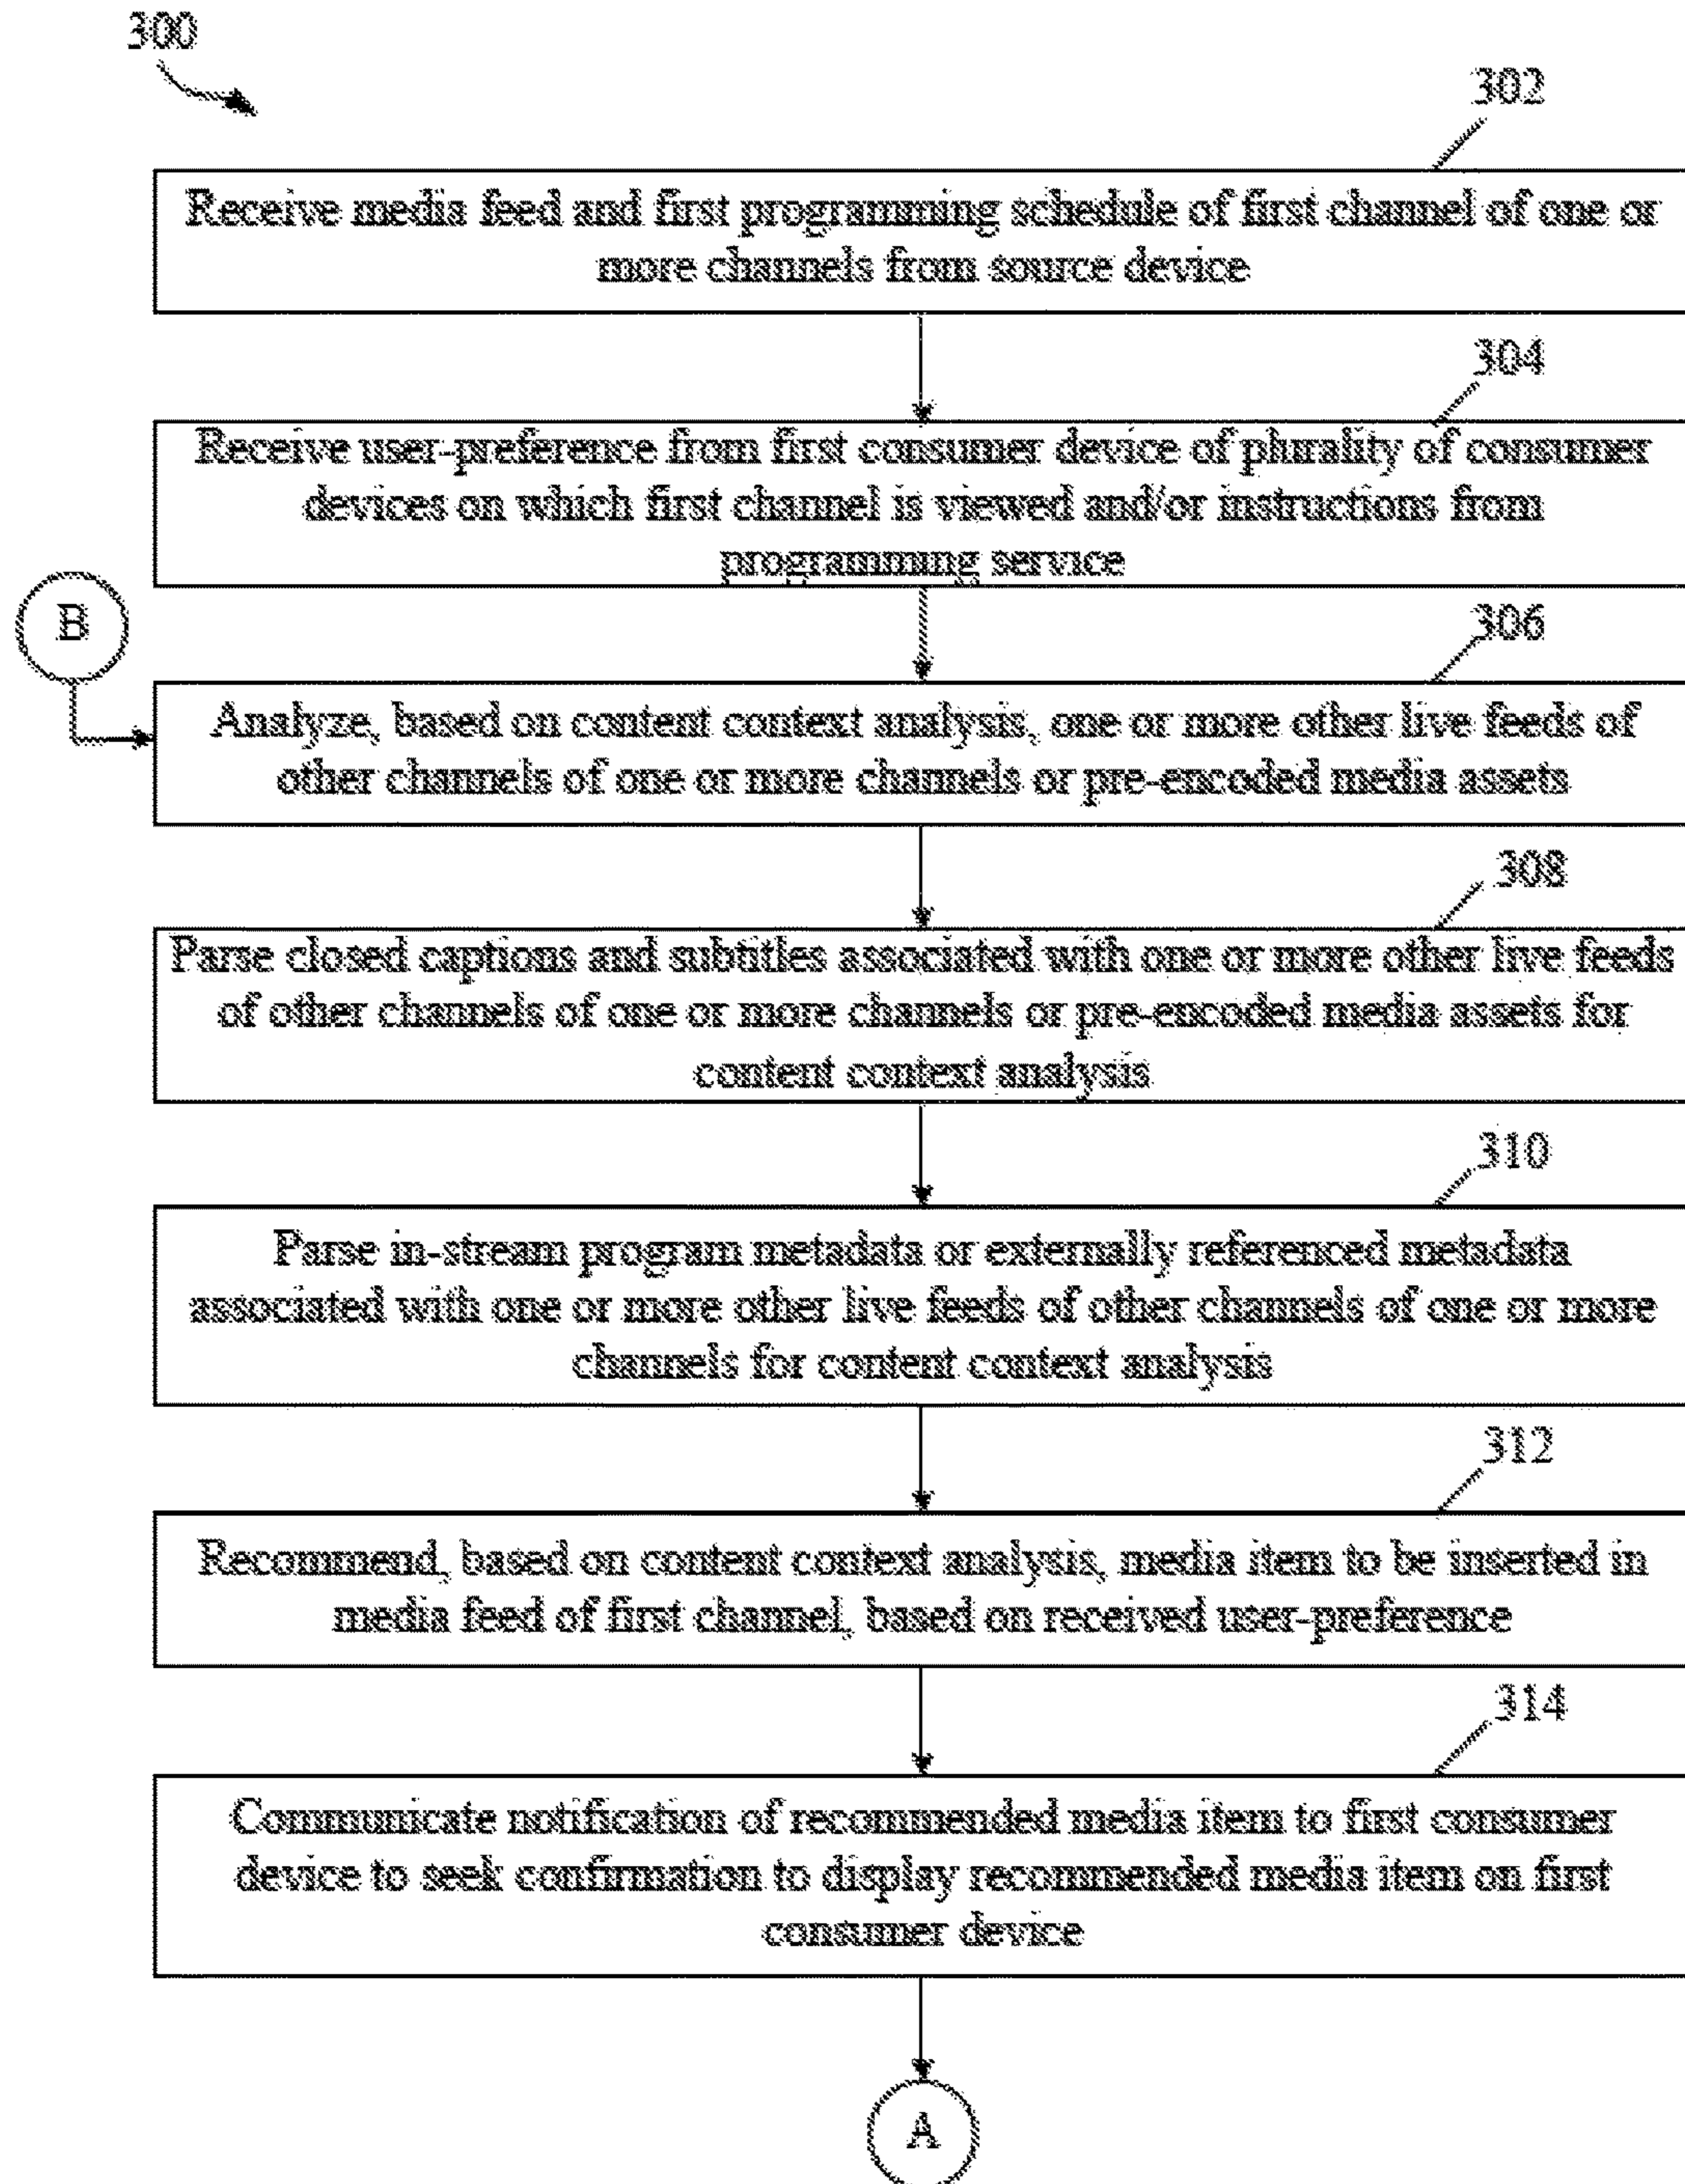 300
302
Receive media feed and first programming schedule of first channel of one or
more channels from source device
304
Receive user-preference from first consumer device of plurality of consumer
devices on which first channel is viewed and/or instructions from
programming service
B
306
Analyze, based on content context analysis, one or more other live feeds of
other channels of one or more channels or pre-encoded media assets
308
Parse closed captions and subtitles associated with one or more other live feeds
of other channels of one or more channels or pre-encoded media assets for
content context analysis
310
Parse in-stream program metadata or externally referenced metadata
associated with one or more other live feeds of other channels of one or more
channels for content context analysis
312
Recommend, based on content context analysis, media item to be inserted in
media feed of first channel, based on received user-preference
314
Communicate notification of recommended media item to first consumer
device to seek confirmation to display recommended media item on first
consumer device
A